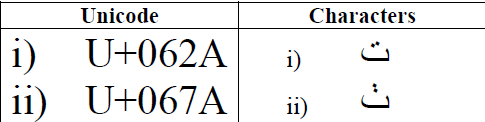 Unicode Characters
i) U+062A i) ت
ii) U+067A ii) ٺ